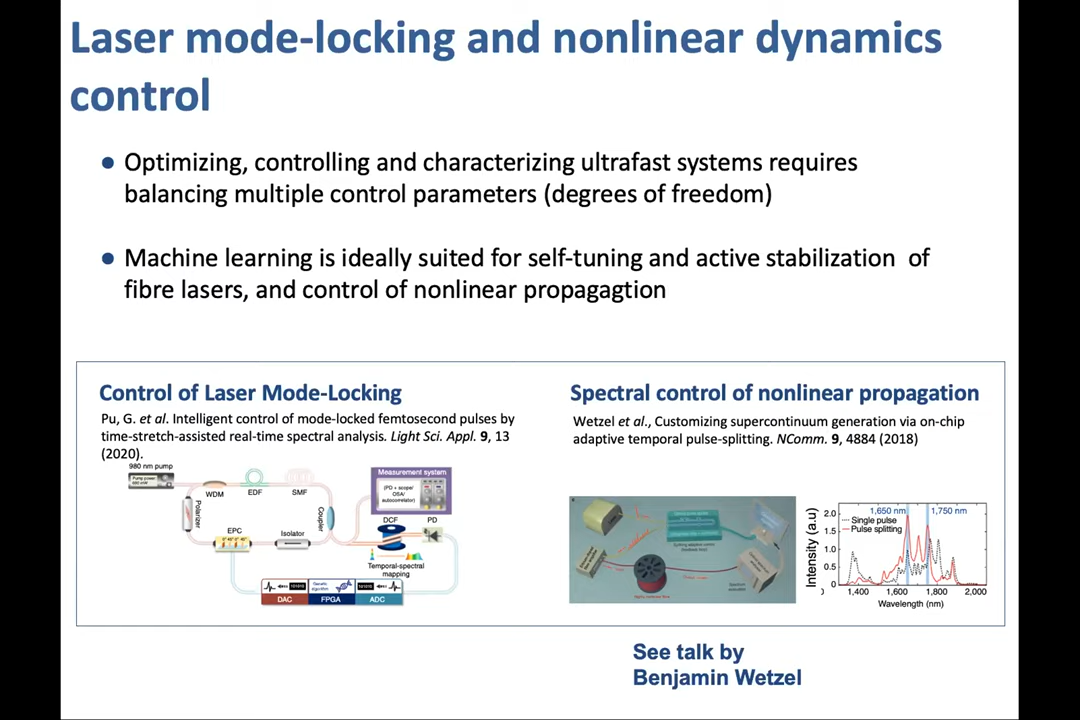 Laser mode-locking and nonlinear dynamics
control
● Optimizing, controlling and characterizing ultrafast systems requires
balancing multiple control parameters (degrees of freedom)
● Machine learning is ideally suited for self-tuning and active stabilization of
fibre lasers, and control of nonlinear propagagtion
Control of Laser Mode-Locking
Pu, G. et al. Intelligent control of mode-locked femtosecond pulses by
time-stretch-assisted real-time spectral analysis. Light Sci. Appl. 9, 13
(2020).
980 nm pump
WDM
EDF
SMF
Polarizer
EPC
Isolator
Coupler
Measurement system
(PD + scope/
OSA/
autocorrelator)
DCF
PD
Temporal-spectral
mapping
Genetic
algorithm
DAC
FPGA
ADC
Spectral control of nonlinear propagation
Wetzel et al., Customizing supercontinuum generation via on-chip
adaptive temporal pulse-splitting. NComm. 9, 4884 (2018)
Intensity (a.u)
2.0
1.5
1.0
0.5
0
1,650 nm
1,750 nm
Single pulse
Pulse splitting
1,400
1,600
1,800
2,000
Wavelength (nm)
See talk by
Benjamin Wetzel